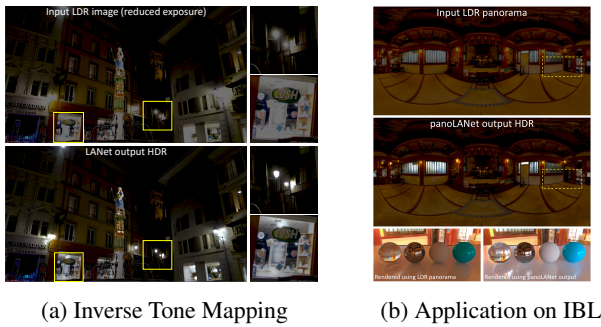 Input LDR image (reduced exposure)
LANet output HDR
(a) Inverse Tone Mapping
Input LDR panorama
panoLANet output HDR
Rendered using LDR panorama
Rendered using panoLANet output
(b) Application on IBL